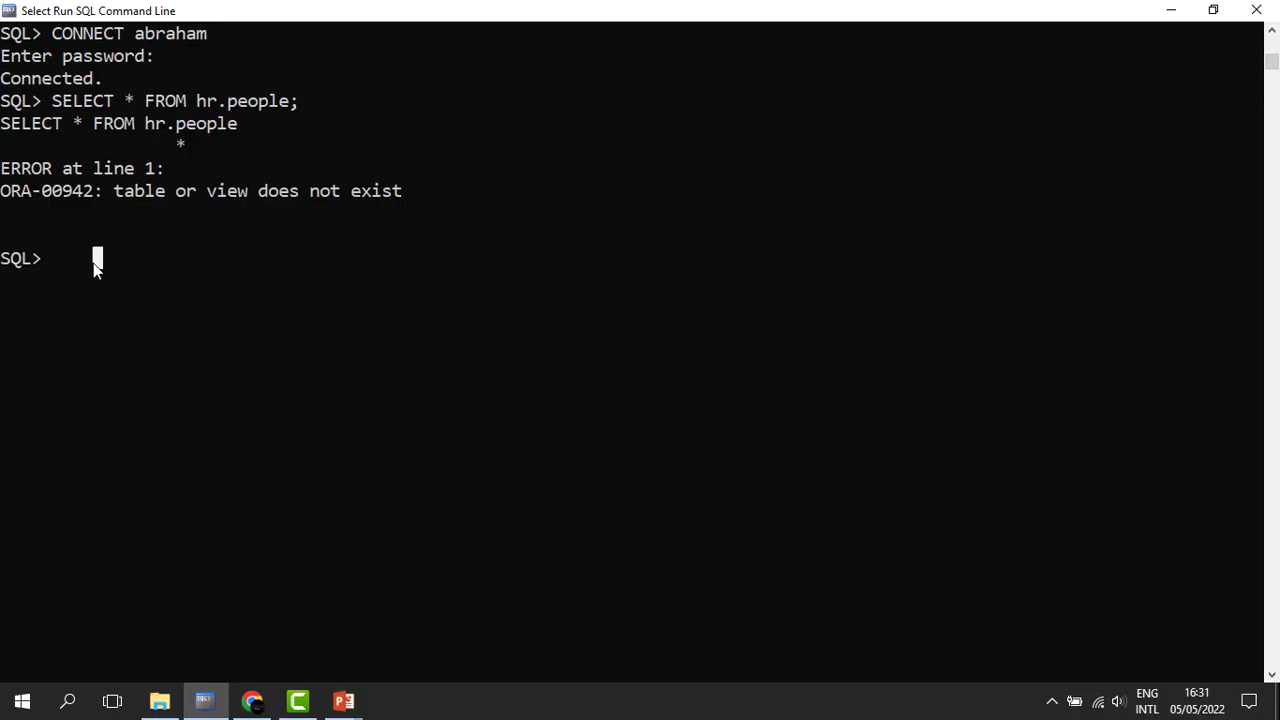 Select Run SQL Command Line
SQL> CONNECT abraham
Enter password:
Connected.
SQL> SELECT * FROM hr.people;
SELECT * FROM hr.people
*
ERROR at line 1:
ORA-00942: table or view does not exist
SQL>
ENG
INTL
16:31
05/05/2022